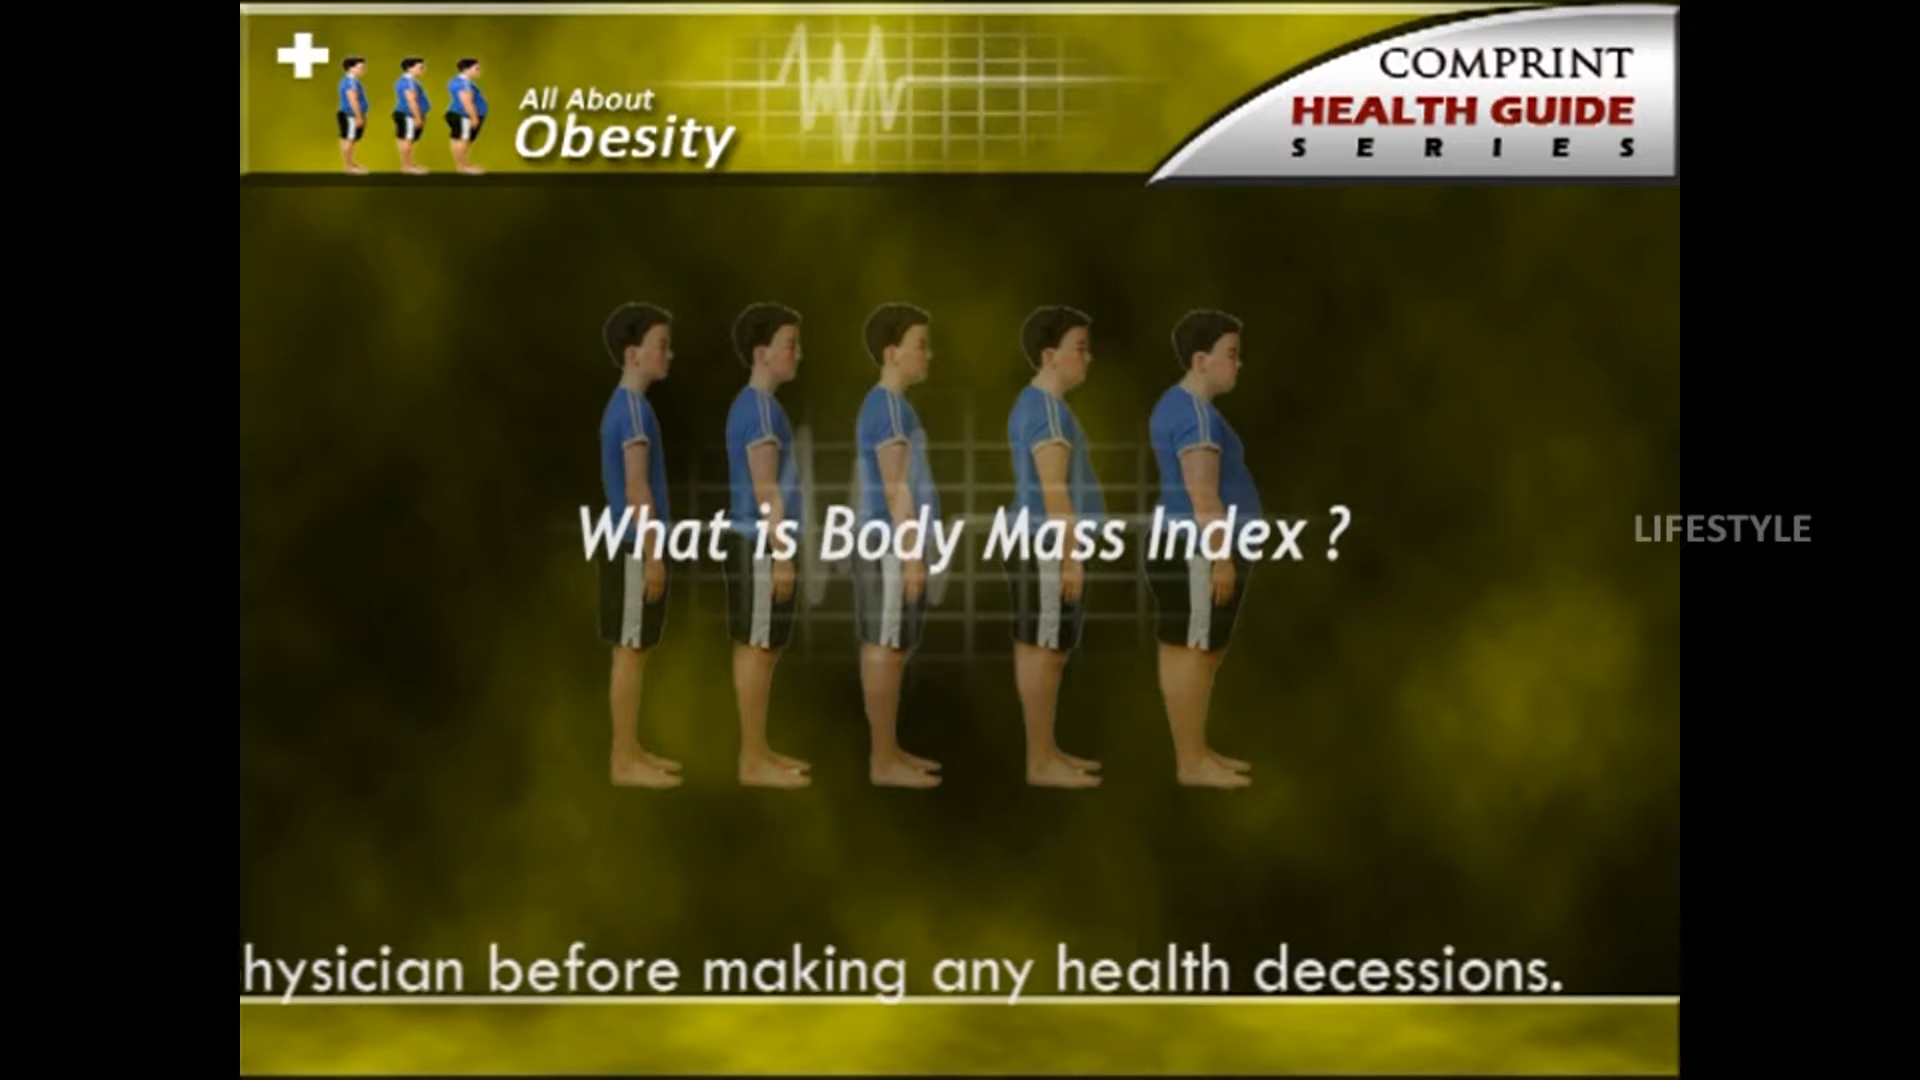 All About
Obesity
COMPRINT
HEALTH GUIDE
SERIES
What is Body Mass Index ?
LIFESTYLE
hysician before making any health decessions.